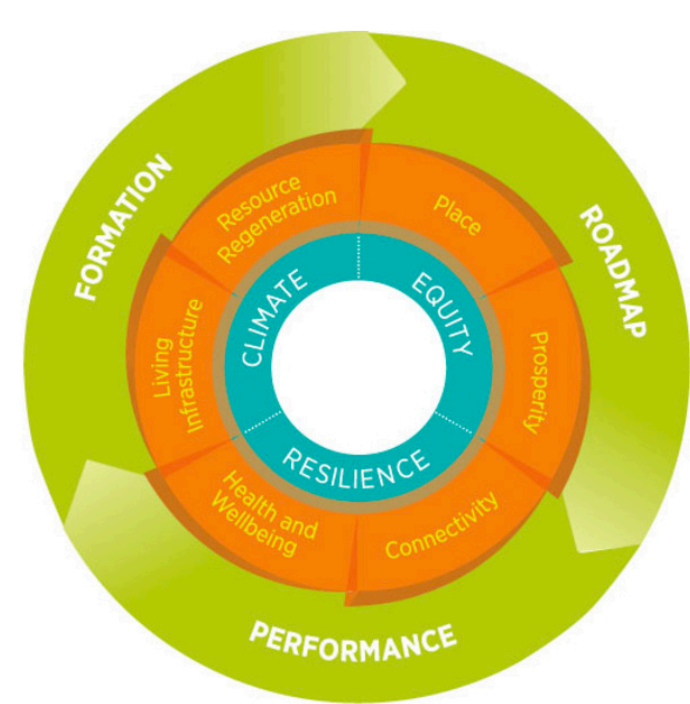 FORMATION
ROADMAP
PERFORMANCE
Resource
Regeneration
Place
Prosperity
Connectivity
Health and
Wellbeing
Living
Infrastructure
CLIMATE
EQUITY
RESILIENCE